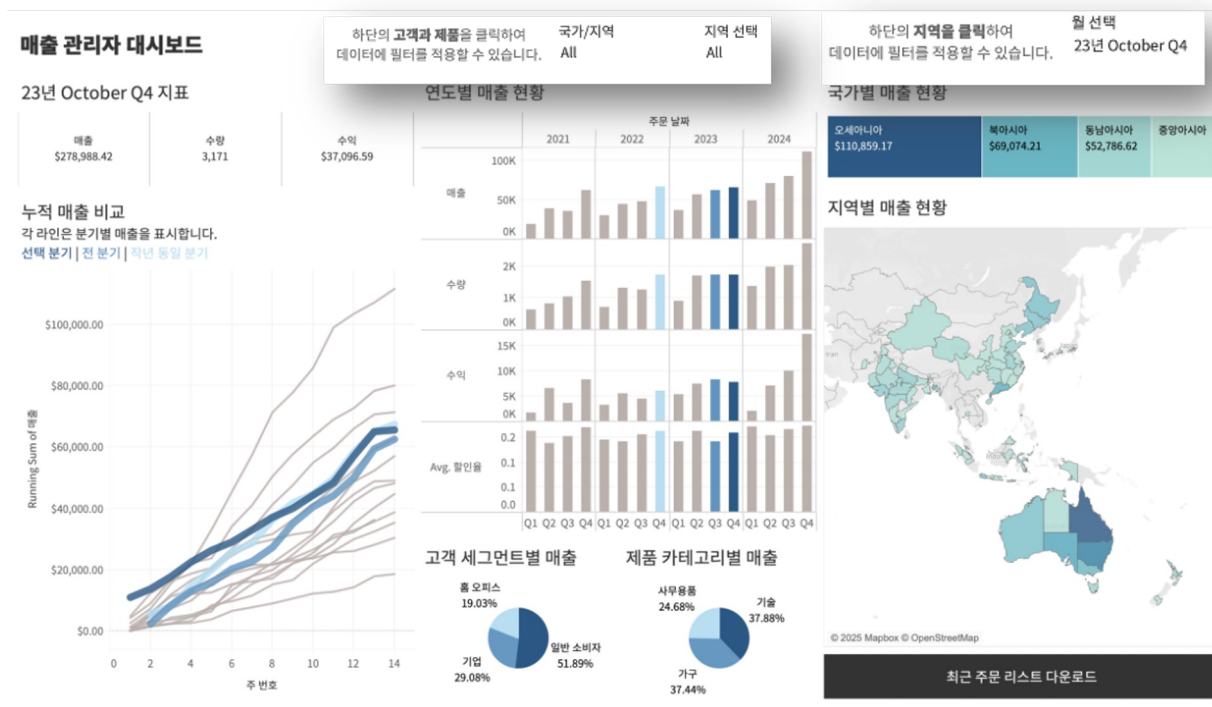 매출 관리자 대시보드
하단의 고객과 제품을 클릭하여
데이터에 필터를 적용할 수 있습니다.
국가/지역
All
지역 선택
All
하단의 지역을 클릭하여
데이터에 필터를 적용할 수 있습니다.
월 선택
23년 October Q4
23년 October Q4 지표
매출
$278,988.42
수량
3,171
수익
$37,096.59
누적 매출 비교
각 라인은 분기별 매출을 표시합니다.
선택 분기 | 전 분기 | 작년 동일 분기
Running Sum of 매출
$100,000.00
$80,000.00
$60,000.00
$40,000.00
$20,000.00
$0.00
0 2 4 6 8 10 12 14
주 번호
연도별 매출 현황
주문 날짜
2021 2022 2023 2024
매출
100K
50K
0K
수량
2K
1K
0K
수익
15K
10K
5K
0K
Avg. 할인율
0.2
0.1
0.1
0.0
Q1 Q2 Q3 Q4 Q1 Q2 Q3 Q4 Q1 Q2 Q3 Q4 Q1 Q2 Q3 Q4
고객 세그먼트별 매출
홈 오피스
19.03%
일반 소비자
51.89%
기업
29.08%
제품 카테고리별 매출
사무용품
24.68%
기술
37.88%
가구
37.44%
국가별 매출 현황
오세아니아
$110,859.17
북아시아
$69,074.21
동남아시아
$52,786.62
중앙아시아
지역별 매출 현황
© 2025 Mapbox © OpenStreetMap
최근 주문 리스트 다운로드